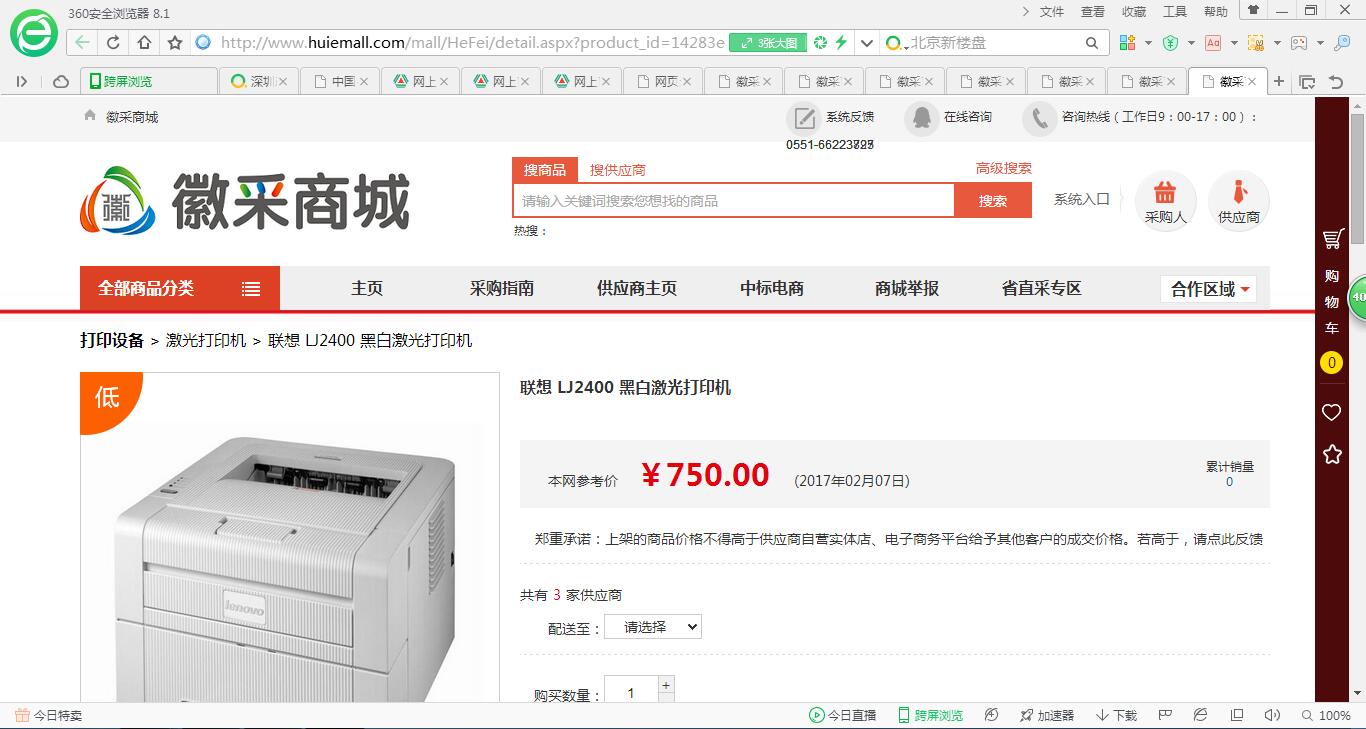 360安全浏览器 8.1
文件 查看 收藏 工具 帮助
http://www.huiemall.com/mall/HeFei/detail.aspx?product_id=14283e
3张大图
北京新楼盘
跨屏浏览 深圳 中国 网上 网上 网上 网页 徽采 徽采 徽采 徽采 徽采 徽采 徽采
徽采商城
系统反馈 在线咨询 咨询热线(工作日9:00-17:00):
徽采商城
搜商品 搜供应商 高级搜索
请输入关键词搜索您想找的商品 搜索
热搜:
系统入口 采购人 供应商
全部商品分类 主页 采购指南 供应商主页 中标电商 商城举报 省直采专区 合作区域
打印设备 > 激光打印机 > 联想 LJ2400 黑白激光打印机
低
lenovo
联想 LJ2400 黑白激光打印机
本网参考价 ¥750.00 (2017年02月07日)
累计销量
0
郑重承诺:上架的商品价格不得高于供应商自营实体店、电子商务平台给予其他客户的成交价格。若高于,请点此反馈
共有 3 家供应商
配送至: 请选择
购买数量: 1 +
购
物
车
0
40
今日特卖 今日直播 跨屏浏览 加速器 下载 100%